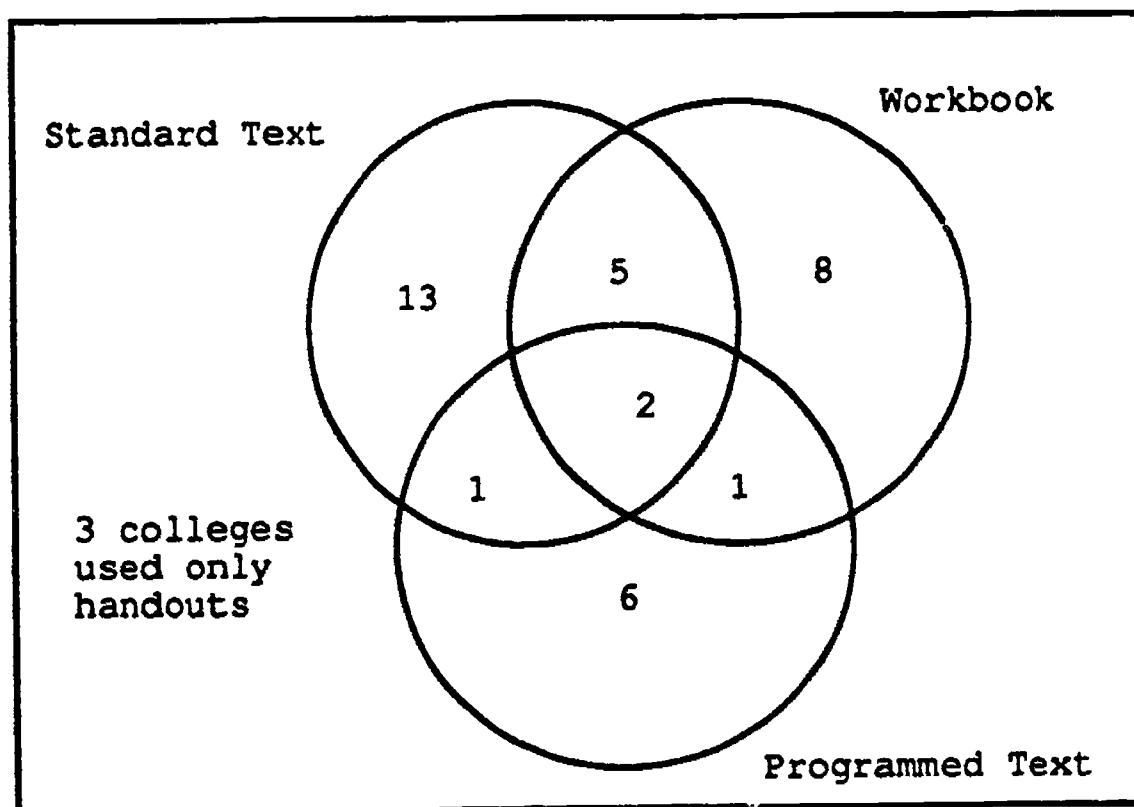 Workbook
Standard Text
5
8
13
2
1
1
3 colleges
used only
handouts
6
Programmed Text